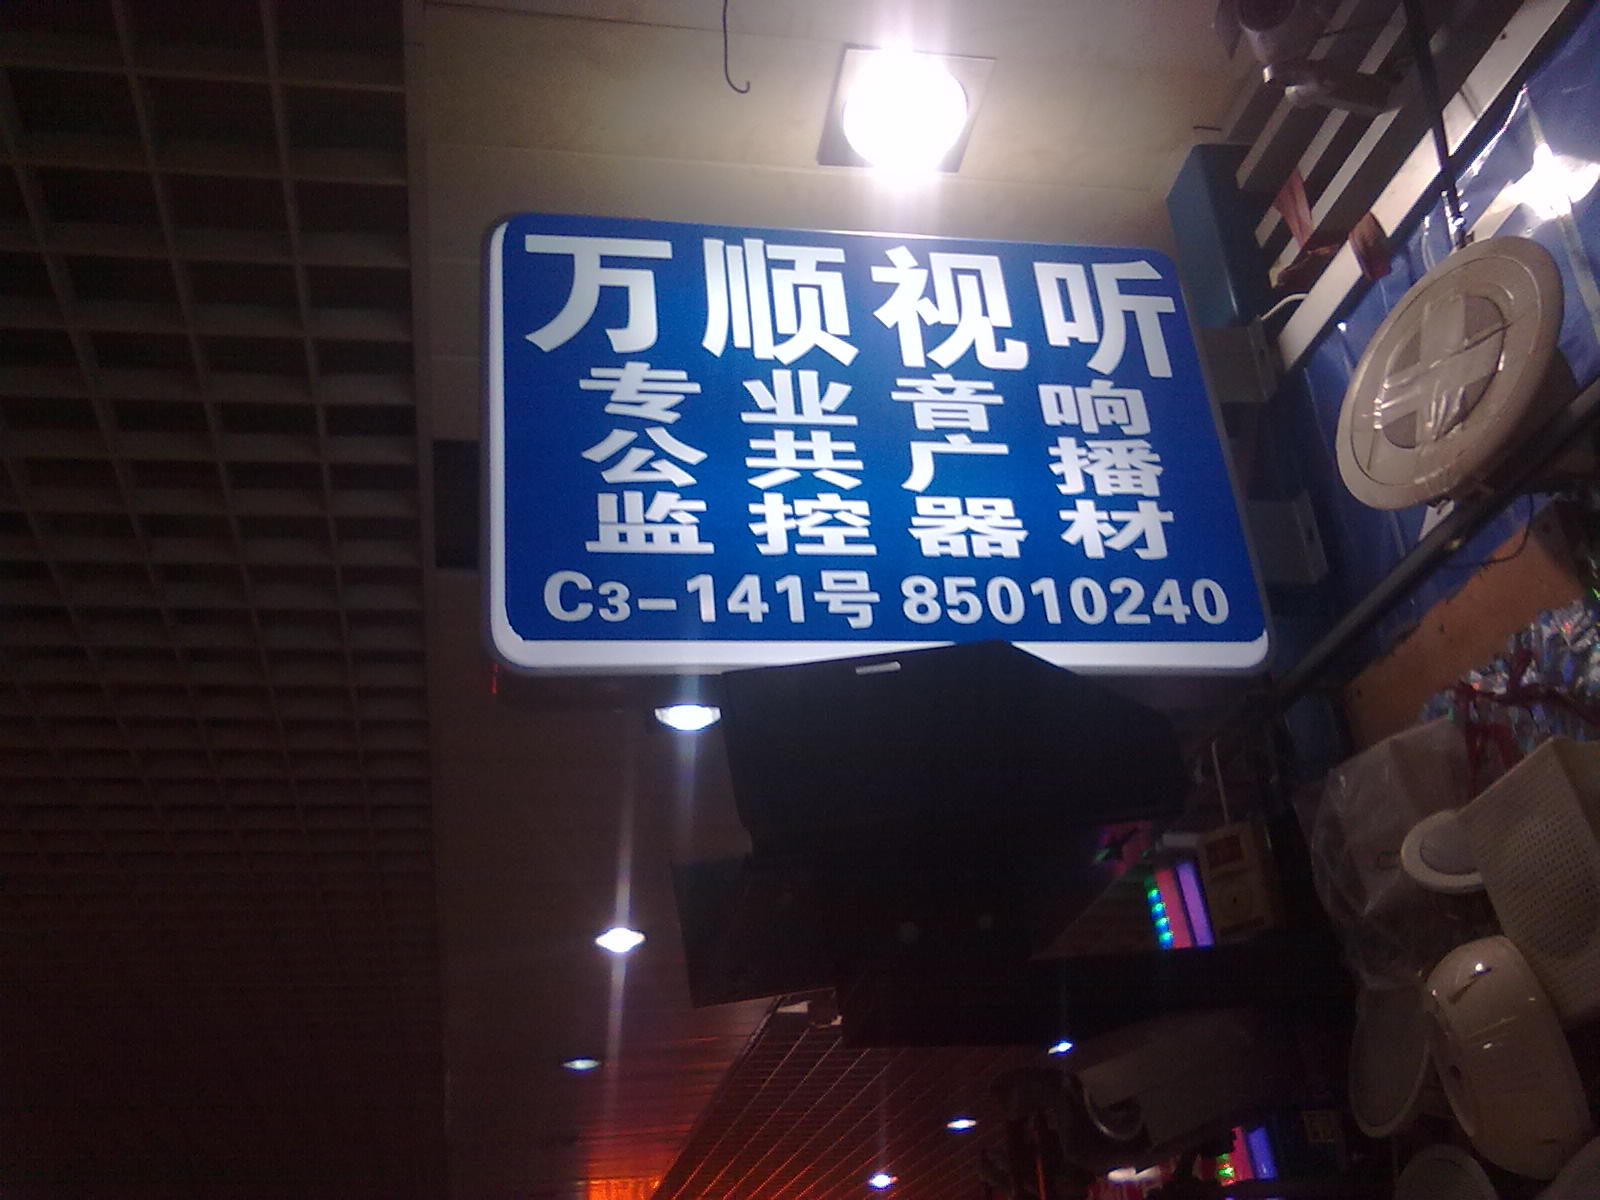 万顺视听
专业音响
公共广播
监控器材
C3-141号 85010240